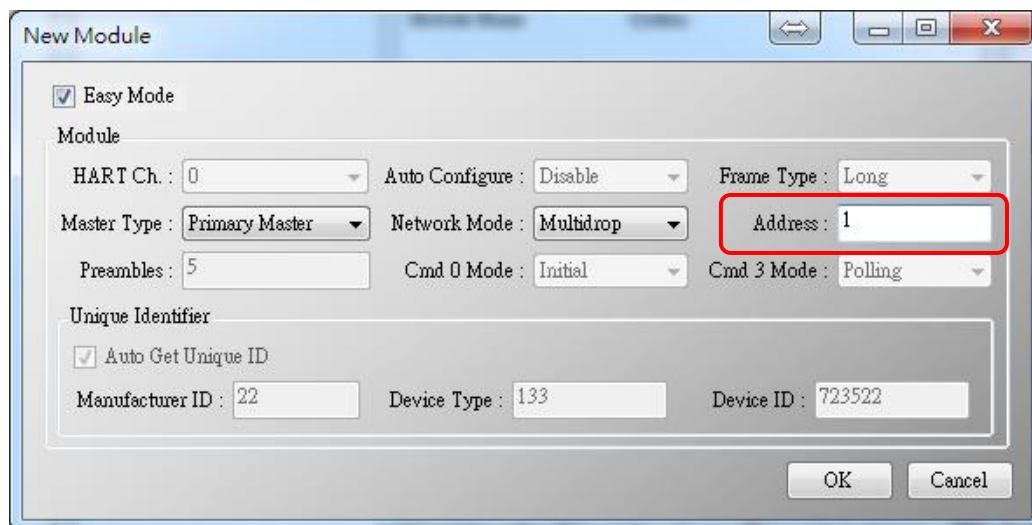 New Module
Easy Mode
Module
HART Ch. : 0 Auto Configure : Disable Frame Type : Long
Master Type : Primary Master Network Mode : Multidrop Address : 1
Preambles : 5 Cmd 0 Mode : Initial Cmd 3 Mode : Polling
Unique Identifier
Auto Get Unique ID
Manufacturer ID : 22 Device Type : 133 Device ID : 723522
OK Cancel